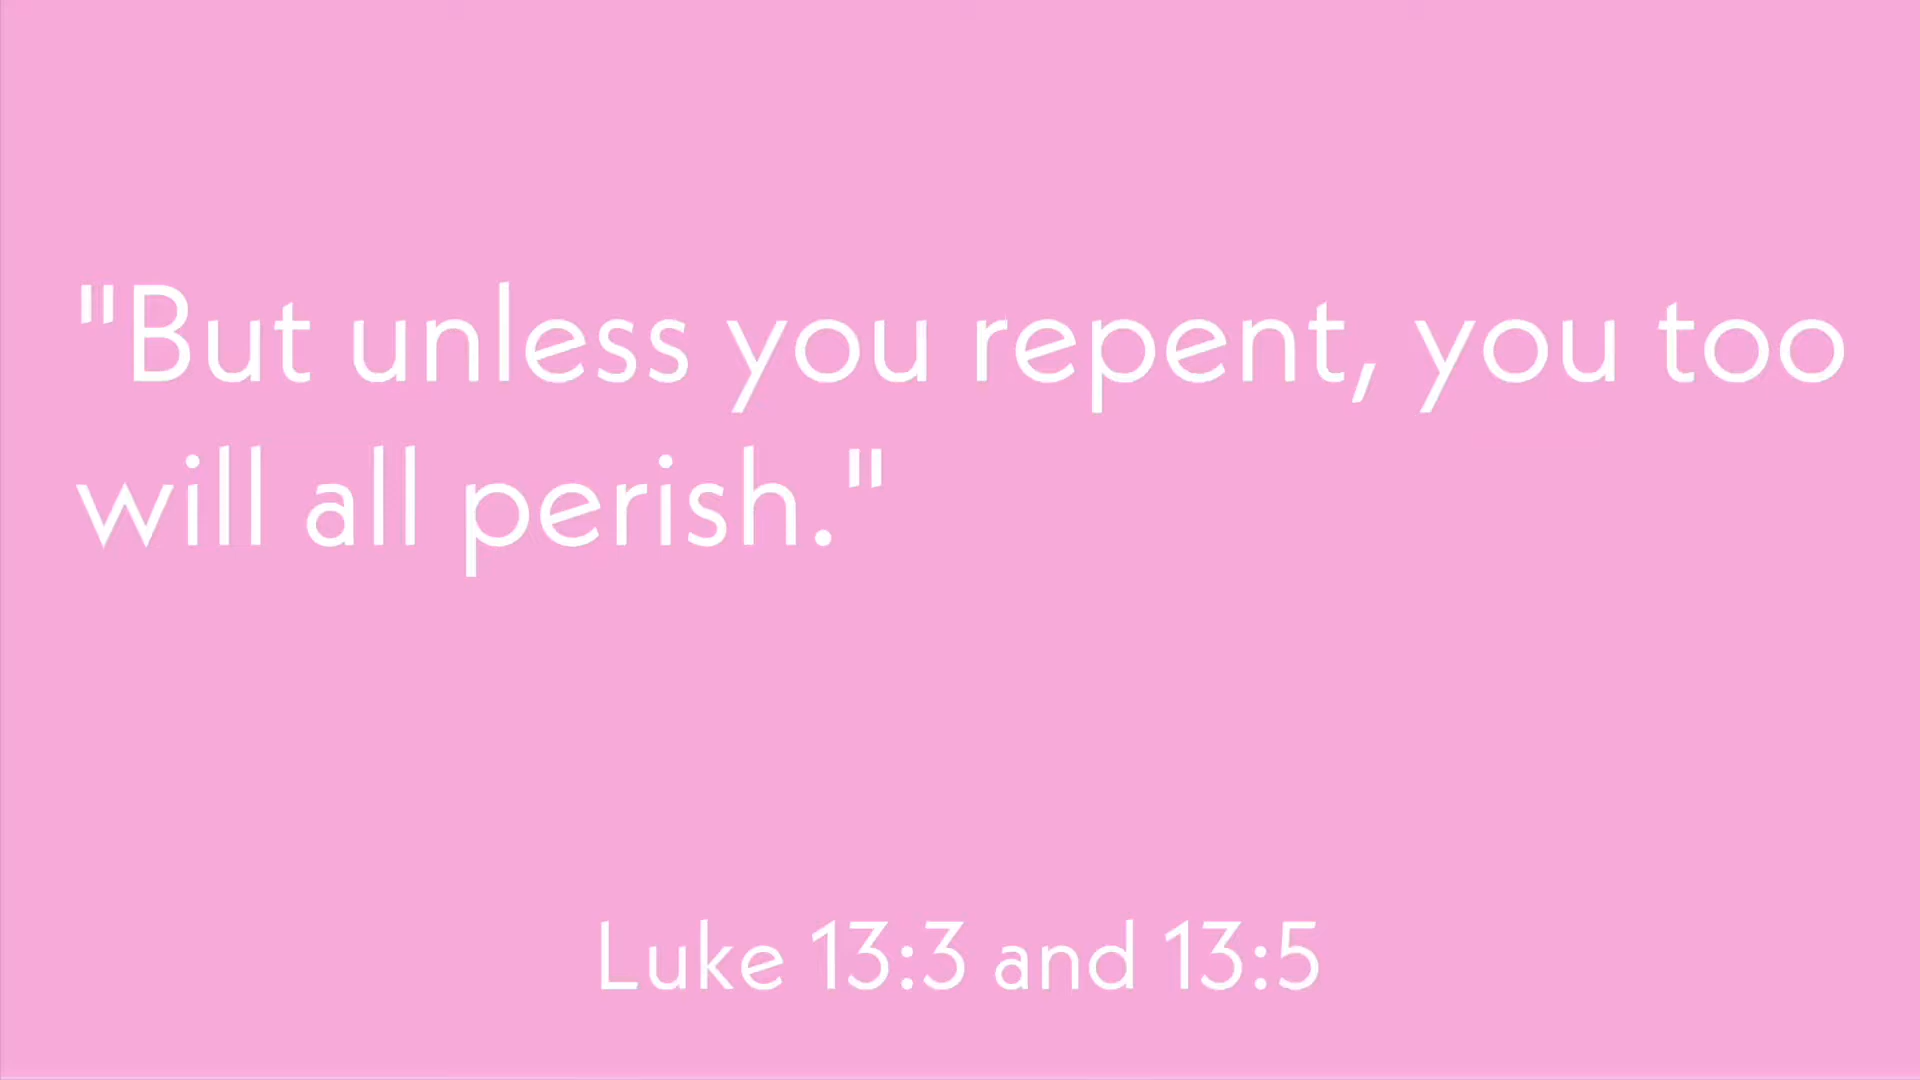 "But unless you repent, you too
will all perish."
Luke 13:3 and 13:5